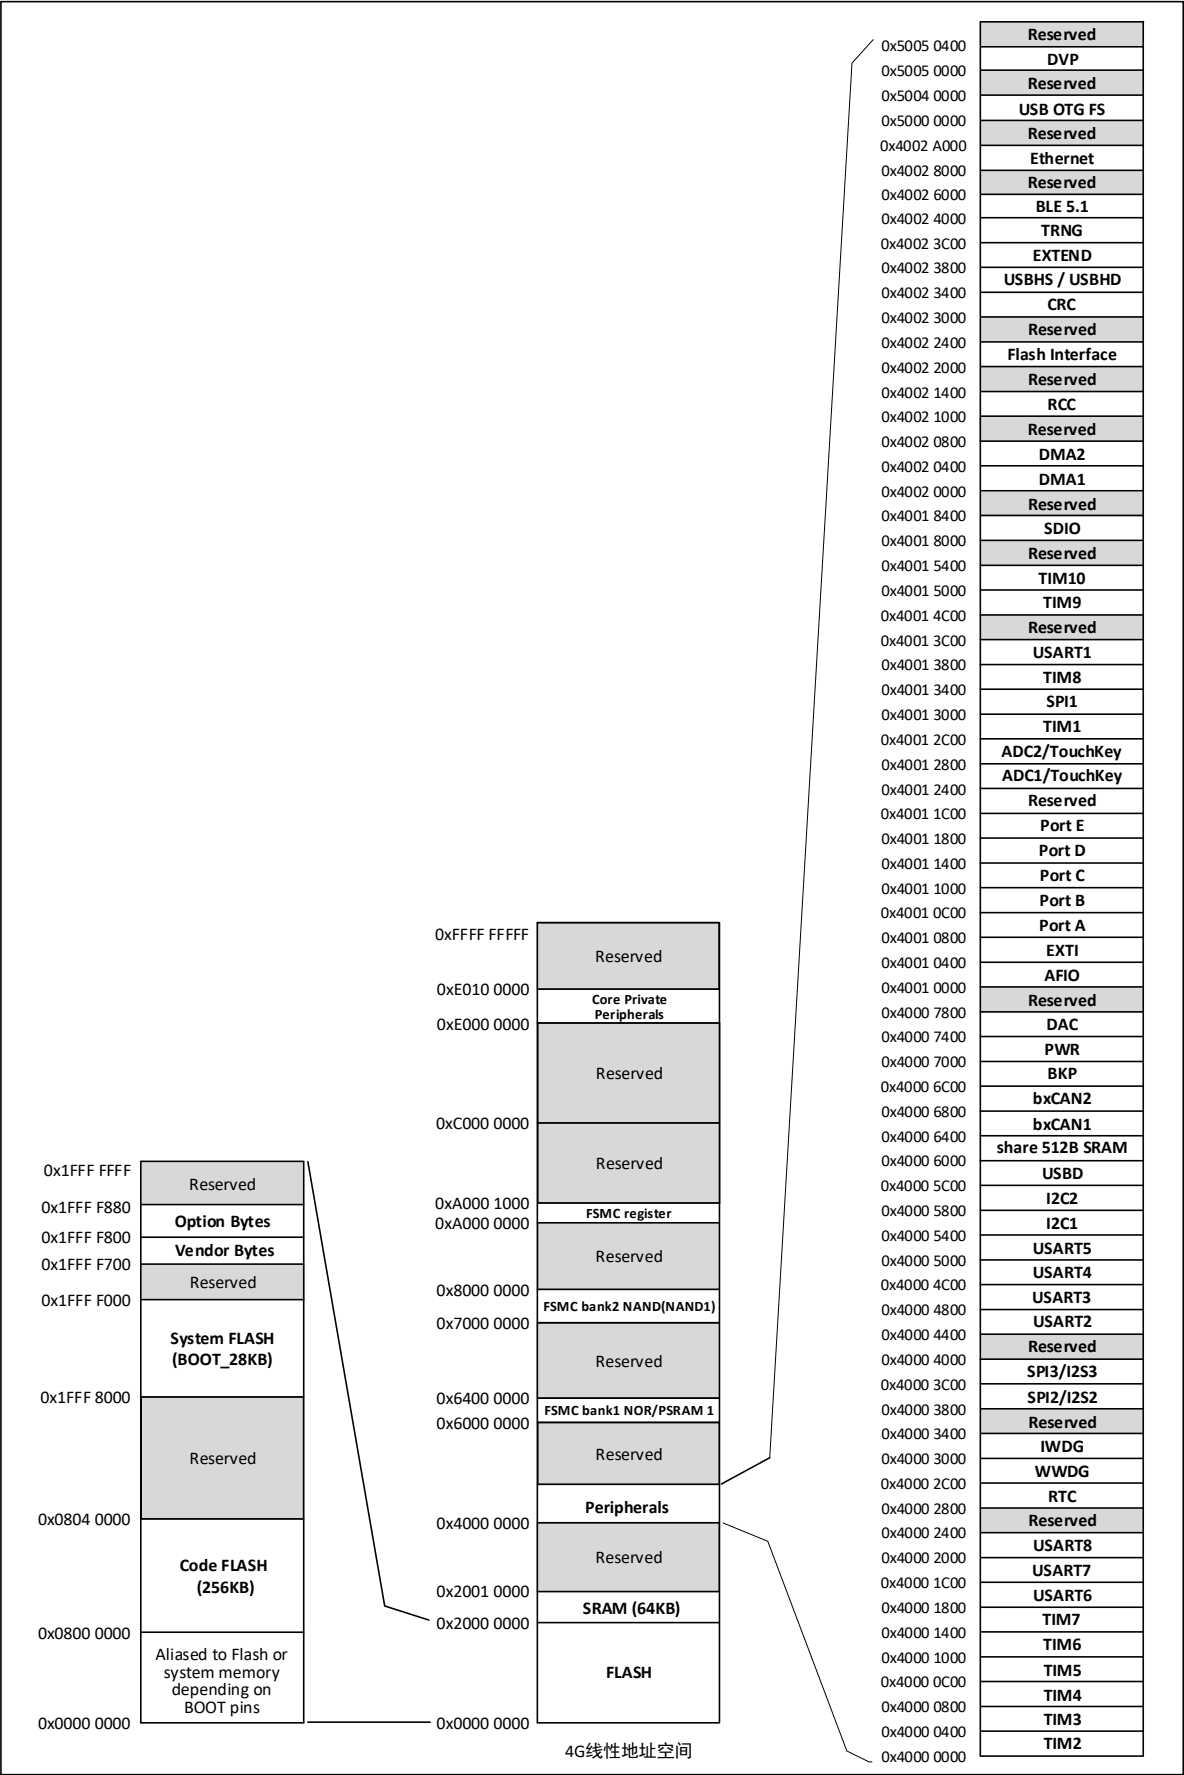 0x1FFF FFFF
Reserved
0x1FFF F880
Option Bytes
0x1FFF F800
Vendor Bytes
0x1FFF F700
Reserved
0x1FFF F000
System FLASH
(BOOT_28KB)
0x1FFF 8000
Reserved
0x0804 0000
Code FLASH
(256KB)
0x0800 0000
Aliased to Flash or
system memory
depending on
BOOT pins
0x0000 0000
0xFFFF FFFFF
Reserved
0xE010 0000
Core Private
Peripherals
0xE000 0000
Reserved
0xC000 0000
Reserved
0xA000 1000
FSMC register
0xA000 0000
Reserved
0x8000 0000
FSMC bank2 NAND(NAND1)
0x7000 0000
Reserved
0x6400 0000
FSMC bank1 NOR/PSRAM 1
0x6000 0000
Reserved
Peripherals
0x4000 0000
Reserved
0x2001 0000
SRAM (64KB)
0x2000 0000
FLASH
0x0000 0000
4G线性地址空间
Reserved
0x5005 0400
DVP
0x5005 0000
Reserved
0x5004 0000
USB OTG FS
0x5000 0000
Reserved
0x4002 A000
Ethernet
0x4002 8000
Reserved
0x4002 6000
BLE 5.1
0x4002 4000
TRNG
0x4002 3C00
EXTEND
0x4002 3800
USBHS / USBHD
0x4002 3400
CRC
0x4002 3000
Reserved
0x4002 2400
Flash Interface
0x4002 2000
Reserved
0x4002 1400
RCC
0x4002 1000
Reserved
0x4002 0800
DMA2
0x4002 0400
DMA1
0x4002 0000
Reserved
0x4001 8400
SDIO
0x4001 8000
Reserved
0x4001 5400
TIM10
0x4001 5000
TIM9
0x4001 4C00
Reserved
0x4001 3C00
USART1
0x4001 3800
TIM8
0x4001 3400
SPI1
0x4001 3000
TIM1
0x4001 2C00
ADC2/TouchKey
0x4001 2800
ADC1/TouchKey
0x4001 2400
Reserved
0x4001 1C00
Port E
0x4001 1800
Port D
0x4001 1400
Port C
0x4001 1000
Port B
0x4001 0C00
Port A
0x4001 0800
EXTI
0x4001 0400
AFIO
0x4001 0000
Reserved
0x4000 7800
DAC
0x4000 7400
PWR
0x4000 7000
BKP
0x4000 6C00
bxCAN2
0x4000 6800
bxCAN1
0x4000 6400
share 512B SRAM
0x4000 6000
USBD
0x4000 5C00
I2C2
0x4000 5800
I2C1
0x4000 5400
USART5
0x4000 5000
USART4
0x4000 4C00
USART3
0x4000 4800
USART2
0x4000 4400
Reserved
0x4000 4000
SPI3/I2S3
0x4000 3C00
SPI2/I2S2
0x4000 3800
Reserved
0x4000 3400
IWDG
0x4000 3000
WWDG
0x4000 2C00
RTC
0x4000 2800
Reserved
0x4000 2400
USART8
0x4000 2000
USART7
0x4000 1C00
USART6
0x4000 1800
TIM7
0x4000 1400
TIM6
0x4000 1000
TIM5
0x4000 0C00
TIM4
0x4000 0800
TIM3
0x4000 0400
TIM2
0x4000 0000